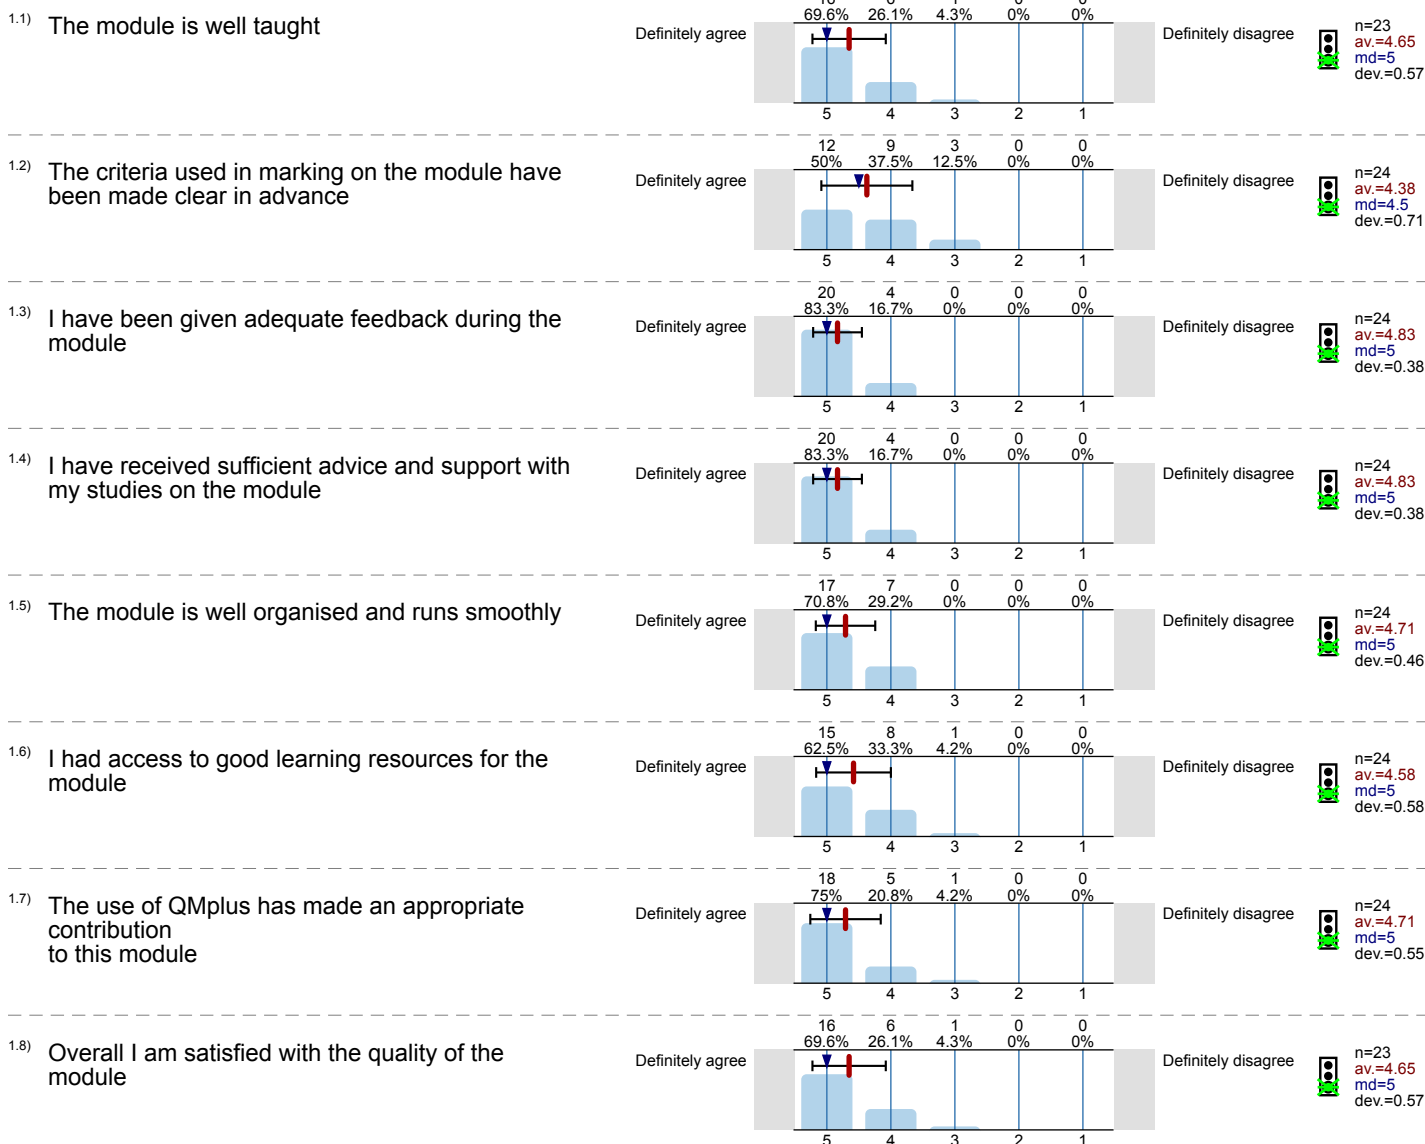 16 6 1 0 0
69.6% 26.1% 4.3% 0% 0%
1.1) The module is well taught
Definitely agree
Definitely disagree
n=23
av.=4.65
md=5
dev.=0.57
5 4 3 2 1
12 9 3 0 0
50% 37.5% 12.5% 0% 0%
1.2) The criteria used in marking on the module have
been made clear in advance
Definitely agree
Definitely disagree
n=24
av.=4.38
md=4.5
dev.=0.71
5 4 3 2 1
20 4 0 0 0
83.3% 16.7% 0% 0% 0%
1.3) I have been given adequate feedback during the
module
Definitely agree
Definitely disagree
n=24
av.=4.83
md=5
dev.=0.38
5 4 3 2 1
20 4 0 0 0
83.3% 16.7% 0% 0% 0%
1.4) I have received sufficient advice and support with
my studies on the module
Definitely agree
Definitely disagree
n=24
av.=4.83
md=5
dev.=0.38
5 4 3 2 1
17 7 0 0 0
70.8% 29.2% 0% 0% 0%
1.5) The module is well organised and runs smoothly
Definitely agree
Definitely disagree
n=24
av.=4.71
md=5
dev.=0.46
5 4 3 2 1
15 8 1 0 0
62.5% 33.3% 4.2% 0% 0%
1.6) I had access to good learning resources for the
module
Definitely agree
Definitely disagree
n=24
av.=4.58
md=5
dev.=0.58
5 4 3 2 1
18 5 1 0 0
75% 20.8% 4.2% 0% 0%
1.7) The use of QMplus has made an appropriate
contribution
to this module
Definitely agree
Definitely disagree
n=24
av.=4.71
md=5
dev.=0.55
5 4 3 2 1
16 6 1 0 0
69.6% 26.1% 4.3% 0% 0%
1.8) Overall I am satisfied with the quality of the
module
Definitely agree
Definitely disagree
n=23
av.=4.65
md=5
dev.=0.57
5 4 3 2 1